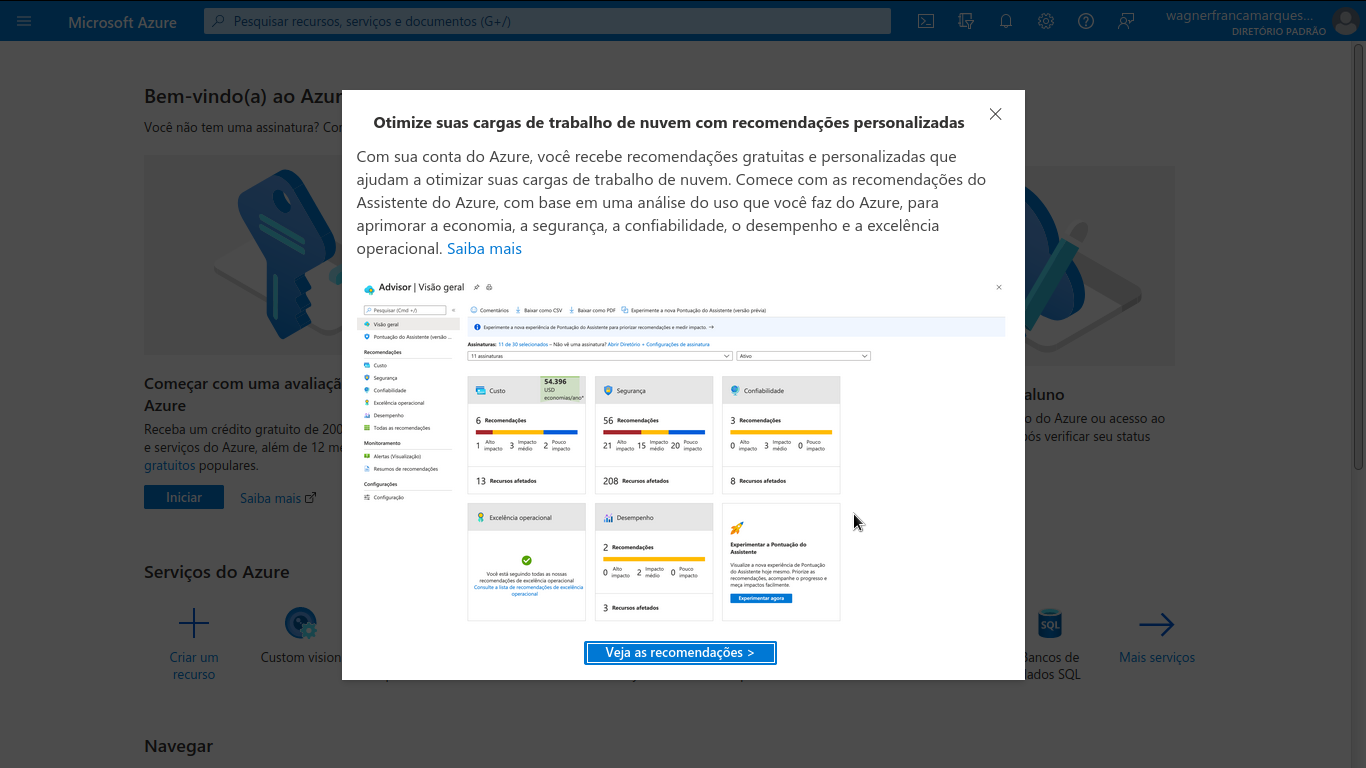 Microsoft Azure
Pesquisar recursos, serviços e documentos (G+/)
wagnerfrancamarques...
DIRETÓRIO PADRÃO
Bem-vindo(a) ao Azur
Você não tem uma assinatura? Cor
Otimize suas cargas de trabalho de nuvem com recomendações personalizadas
Com sua conta do Azure, você recebe recomendações gratuitas e personalizadas que
ajudam a otimizar suas cargas de trabalho de nuvem. Comece com as recomendações do
Assistente do Azure, com base em uma análise do uso que você faz do Azure, para
aprimorar a economia, a segurança, a confiabilidade, o desempenho e a excelência
operacional. Saiba mais
Advisor | Visão geral
Pesquisar (Cmd +/)
Visão geral
Pontuação do Assistente (versão ...
Recomendações
Custo
Segurança
Confiabilidade
Excelência operacional
Desempenho
Todas as recomendações
Monitoramento
Alertas (Visualização)
Resumos de recomendações
Configurações
Configuração
Comentários Baixar como CSV Baixar como PDF Experimente a nova Pontuação do Assistente (versão prévia)
Experimente a nova experiência de Pontuação do Assistente para priorizar recomendações e medir impacto. →
Assinaturas: 11 de 30 selecionados – Não vê uma assinatura? Abrir Diretório + Configurações de assinatura
11 assinaturas
Ativo
Custo
54.396
USD
economias/ano*
6 Recomendações
1 Alto impacto 3 Impacto médio 2 Pouco impacto
13 Recursos afetados
Segurança
56 Recomendações
21 Alto impacto 15 Impacto médio 20 Pouco impacto
208 Recursos afetados
Confiabilidade
3 Recomendações
0 Alto impacto 3 Impacto médio 0 Pouco impacto
8 Recursos afetados
Excelência operacional
Você está seguindo todas as nossas
recomendações de excelência operacional
Consulte a lista de recomendações de excelência
operacional
Desempenho
2 Recomendações
0 Alto impacto 2 Impacto médio 0 Pouco impacto
3 Recursos afetados
Experimentar a Pontuação do
Assistente
Visualize a nova experiência de Pontuação
do Assistente hoje mesmo. Priorize as
recomendações, acompanhe o progresso e
meça impactos facilmente.
Experimentar agora
Veja as recomendações >
Começar com uma avaliaçã
Azure
Receba um crédito gratuito de 200
e serviços do Azure, além de 12 me
gratuitos populares.
Iniciar
Saiba mais
aluno
o do Azure ou acesso ao
pós verificar seu status
Serviços do Azure
Criar um
recurso
Custom vision
SQL
Bancos de
dados SQL
Mais serviços
Navegar